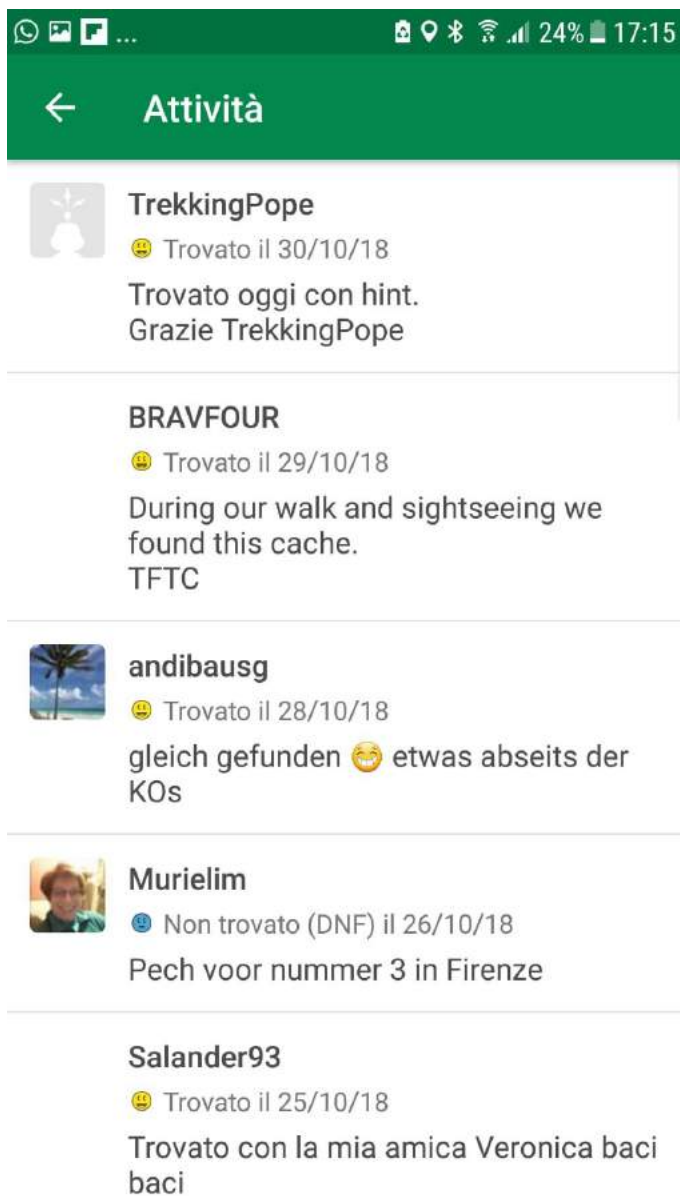 ... 24% 17:15
Attività
TrekkingPope
Trovato il 30/10/18
Trovato oggi con hint.
Grazie TrekkingPope
BRAVFOUR
Trovato il 29/10/18
During our walk and sightseeing we
found this cache.
TFTC
andibausg
Trovato il 28/10/18
gleich gefunden 😁 etwas abseits der
KOs
Murielim
Non trovato (DNF) il 26/10/18
Pech voor nummer 3 in Firenze
Salander93
Trovato il 25/10/18
Trovato con la mia amica Veronica baci
baci